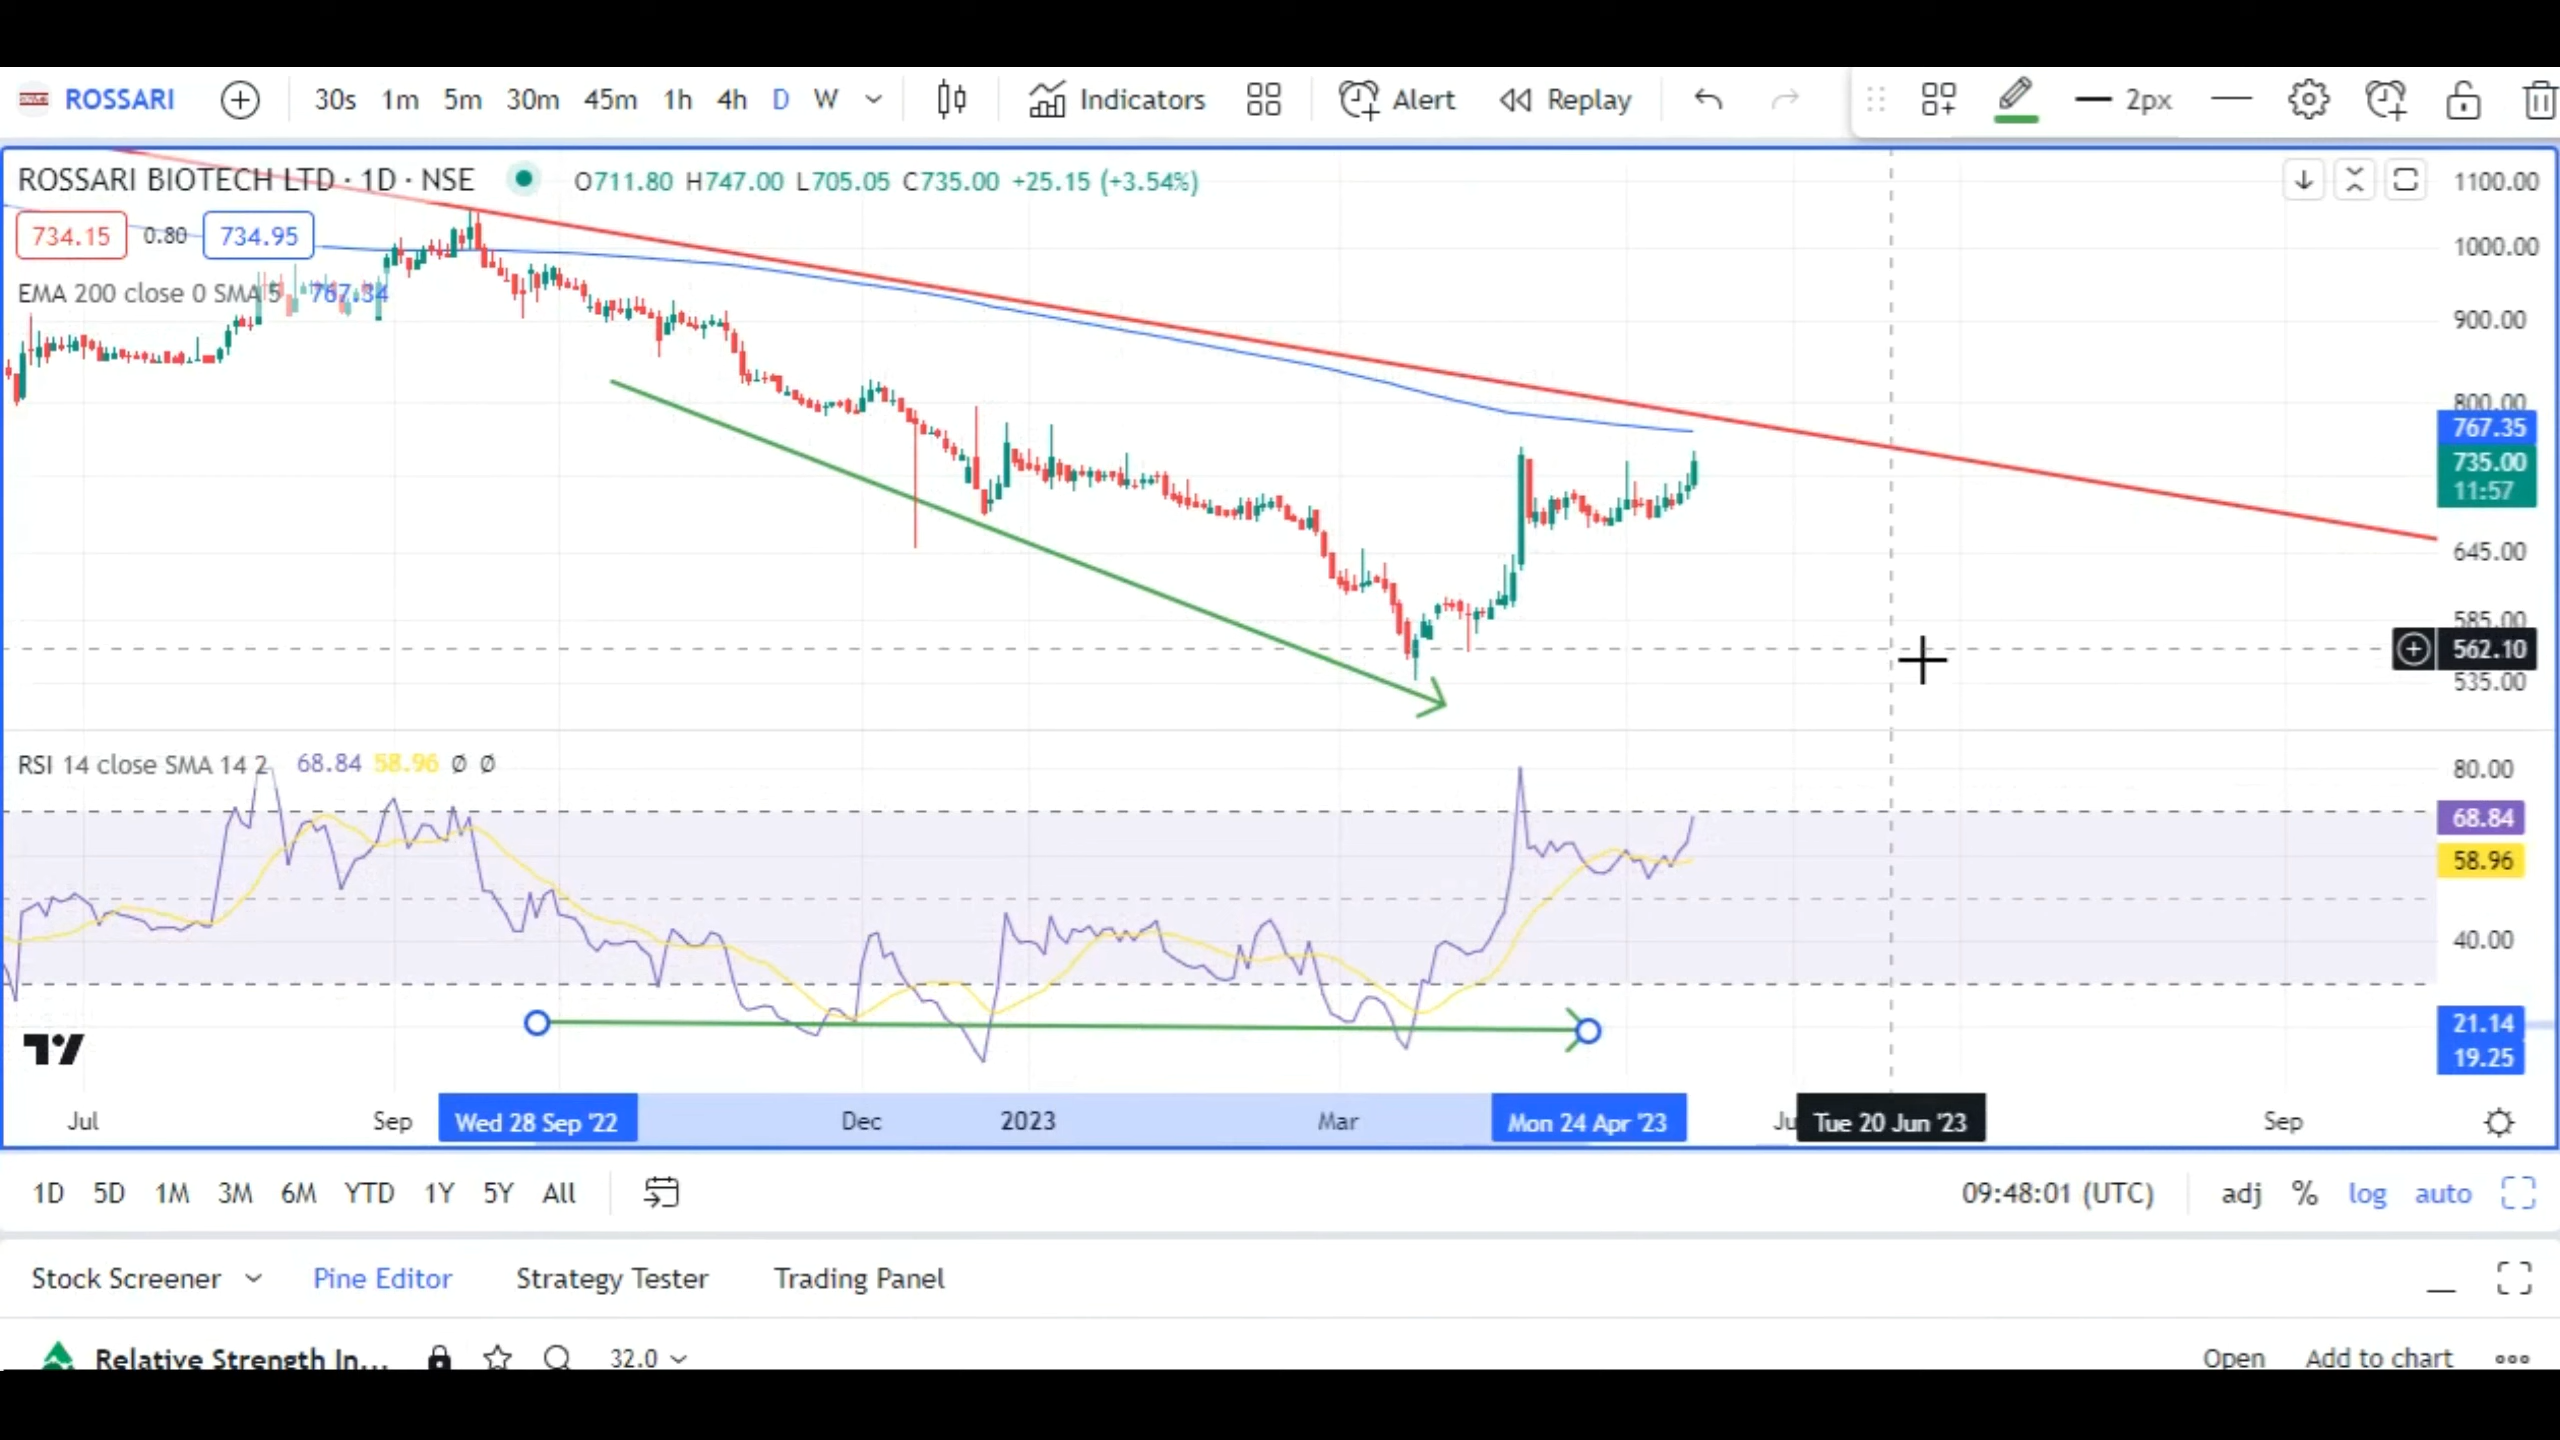 ROSSARI 30s 1m 5m 30m 45m 1h 4h D W Indicators Alert Replay 2px
ROSSARI BIOTECH LTD · 1D · NSE O711.80 H747.00 L705.05 C735.00 +25.15 (+3.54%)
734.15 0.80 734.95
EMA 200 close 0 SMA 5 767.34
1100.00
1000.00
900.00
800.00
767.35
735.00
11:57
645.00
585.00
562.10
535.00
RSI 14 close SMA 14 2 68.84 58.96 Ø Ø
80.00
68.84
58.96
40.00
21.14
19.25
Jul Sep Wed 28 Sep '22 Dec 2023 Mar Mon 24 Apr '23 Ju Tue 20 Jun '23 Sep
1D 5D 1M 3M 6M YTD 1Y 5Y All 09:48:01 (UTC) adj % log auto
Stock Screener Pine Editor Strategy Tester Trading Panel
Relative Strength In... 32.0 Open Add to chart